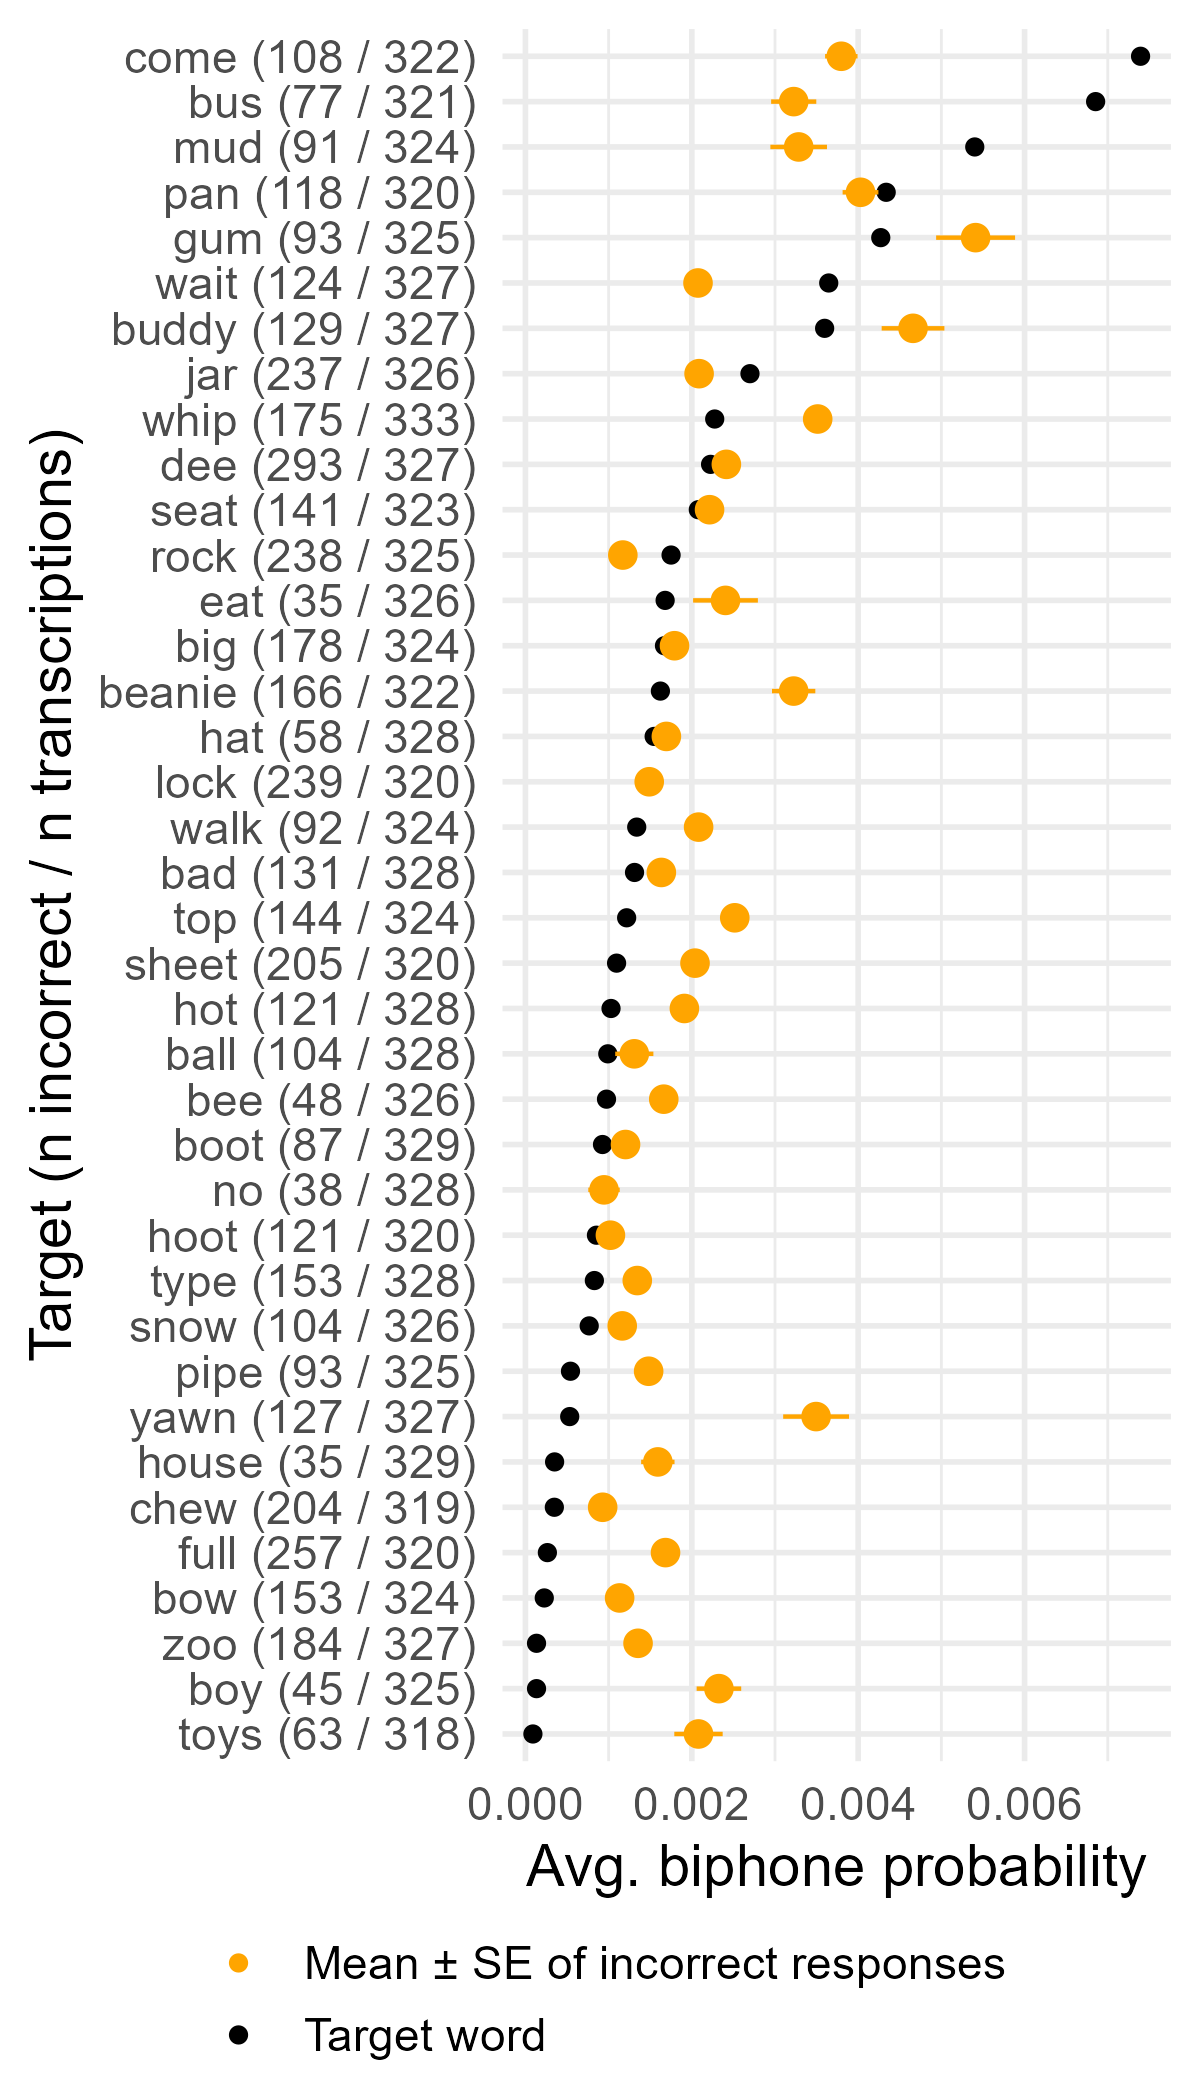 come (108 / 322)
bus (77 / 321)
mud (91 / 324)
pan (118 / 320)
gum (93 / 325)
wait (124 / 327)
buddy (129 / 327)
jar (237 / 326)
whip (175 / 333)
dee (293 / 327)
seat (141 / 323)
rock (238 / 325)
eat (35 / 326)
big (178 / 324)
beanie (166 / 322)
hat (58 / 328)
lock (239 / 320)
walk (92 / 324)
bad (131 / 328)
top (144 / 324)
sheet (205 / 320)
hot (121 / 328)
ball (104 / 328)
bee (48 / 326)
boot (87 / 329)
no (38 / 328)
hoot (121 / 320)
type (153 / 328)
snow (104 / 326)
pipe (93 / 325)
yawn (127 / 327)
house (35 / 329)
chew (204 / 319)
full (257 / 320)
bow (153 / 324)
zoo (184 / 327)
boy (45 / 325)
toys (63 / 318)
Target (n incorrect / n transcriptions)
0.000 0.002 0.004 0.006
Avg. biphone probability
Mean ± SE of incorrect responses
Target word